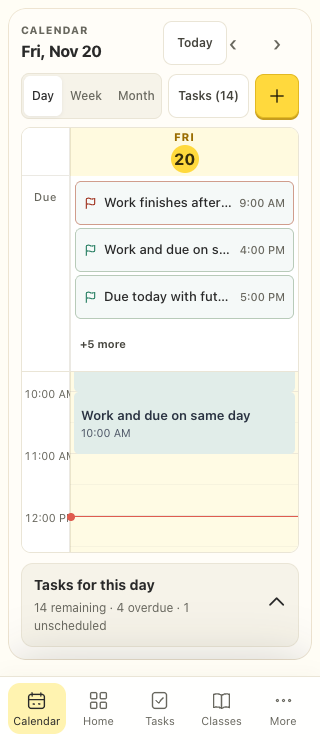 CALENDAR
Fri, Nov 20
Today
Day Week Month
Tasks (14)
FRI
20
Due
Work finishes after... 9:00 AM
Work and due on s... 4:00 PM
Due today with fut... 5:00 PM
+5 more
10:00 AM
Work and due on same day
10:00 AM
11:00 AM
12:00 P
Tasks for this day
14 remaining · 4 overdue · 1
unscheduled
Calendar Home Tasks Classes More